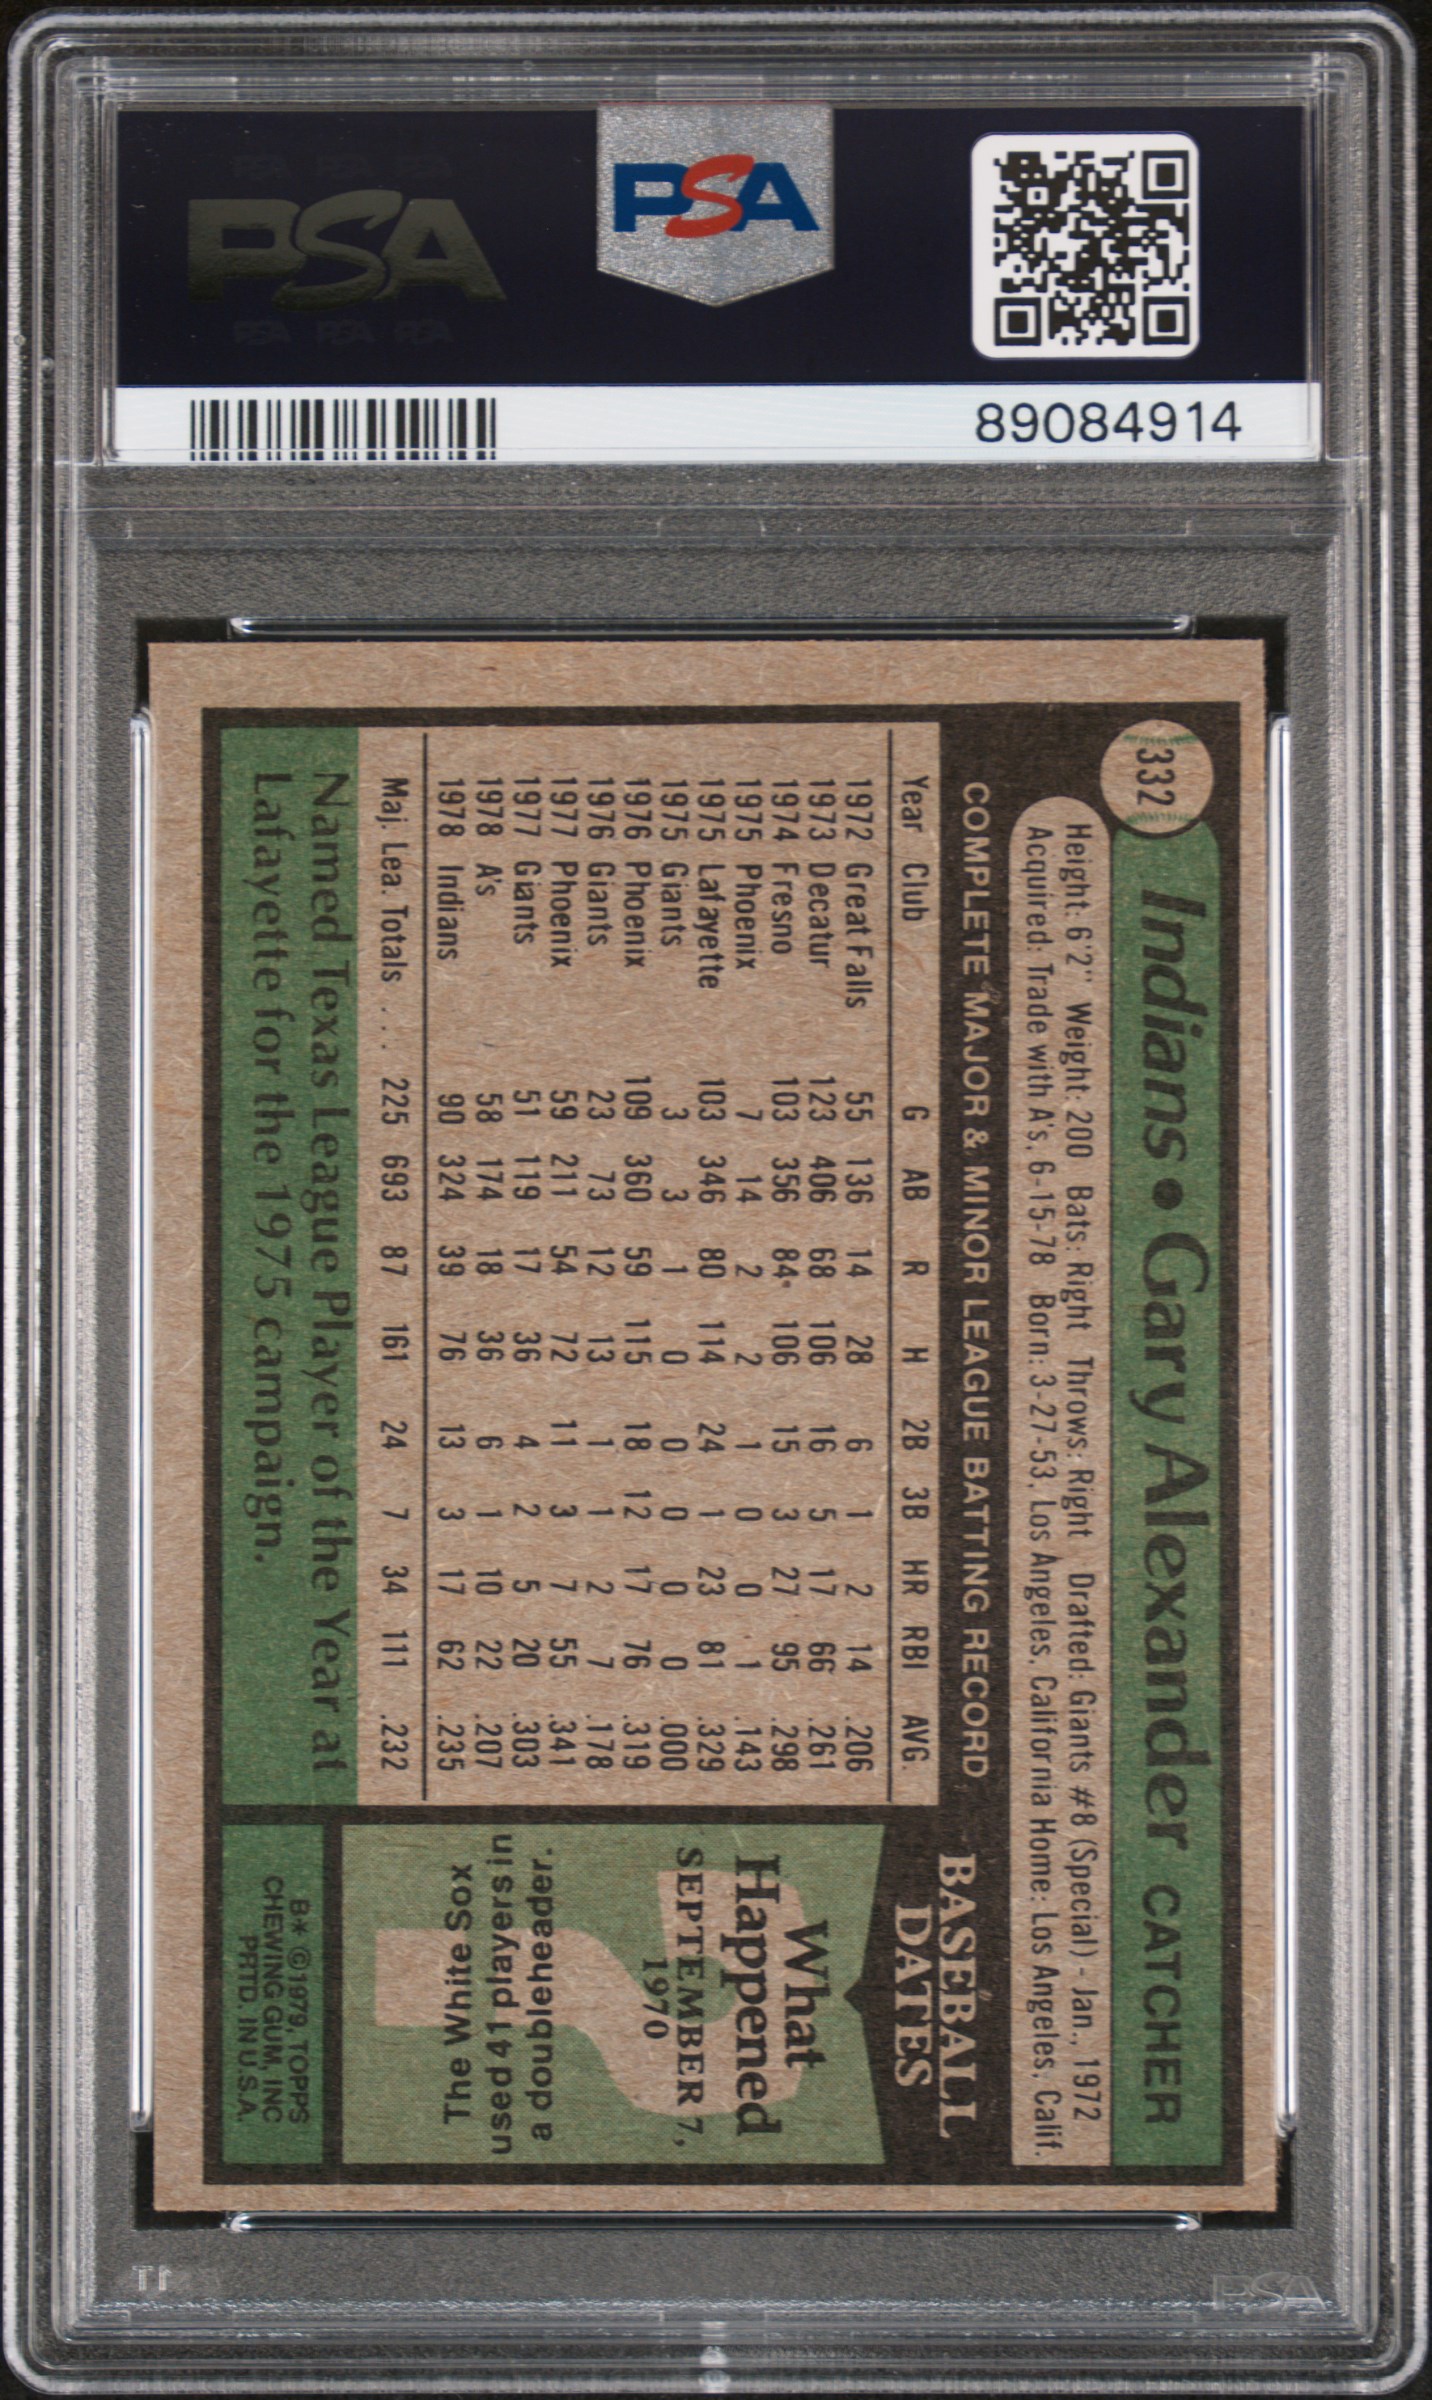 PSA
PSA
89084914
332
Indians • Gary Alexander CATCHER
Height: 6'2" Weight: 200 Bats: Right Throws: Right Drafted: Giants #8 (Special) - Jan., 1972
Acquired: Trade with A's, 6-15-78 Born: 3-27-53, Los Angeles, California Home: Los Angeles, Calif.
COMPLETE MAJOR & MINOR LEAGUE BATTING RECORD
Year Club G AB R H 2B 3B HR RBI AVG.
1972 Great Falls 55 136 14 28 6 1 2 14 .206
1973 Decatur 123 406 68 106 16 5 17 66 .261
1974 Fresno 103 356 84 106 15 3 27 95 .298
1975 Phoenix 7 14 2 2 1 0 0 1 .143
1975 Lafayette 103 346 80 114 24 1 23 81 .329
1975 Giants 3 3 1 0 0 0 0 0 .000
1976 Phoenix 109 360 59 115 18 12 17 76 .319
1976 Giants 23 73 12 13 1 1 2 7 .178
1977 Phoenix 59 211 54 72 11 3 7 55 .341
1977 Giants 51 119 17 36 4 2 5 20 .303
1978 A's 58 174 18 36 6 1 10 22 .207
1978 Indians 90 324 39 76 13 3 17 62 .235
Maj. Lea. Totals . . . 225 693 87 161 24 7 34 111 .232
Named Texas League Player of the Year at
Lafayette for the 1975 campaign.
BASEBALL
DATES
What
Happened
SEPTEMBER 7,
1970
The White Sox
used 41 players in
a doubleheader.
B* ©1979, TOPPS
CHEWING GUM, INC
PRTD. IN U.S.A.
PSA